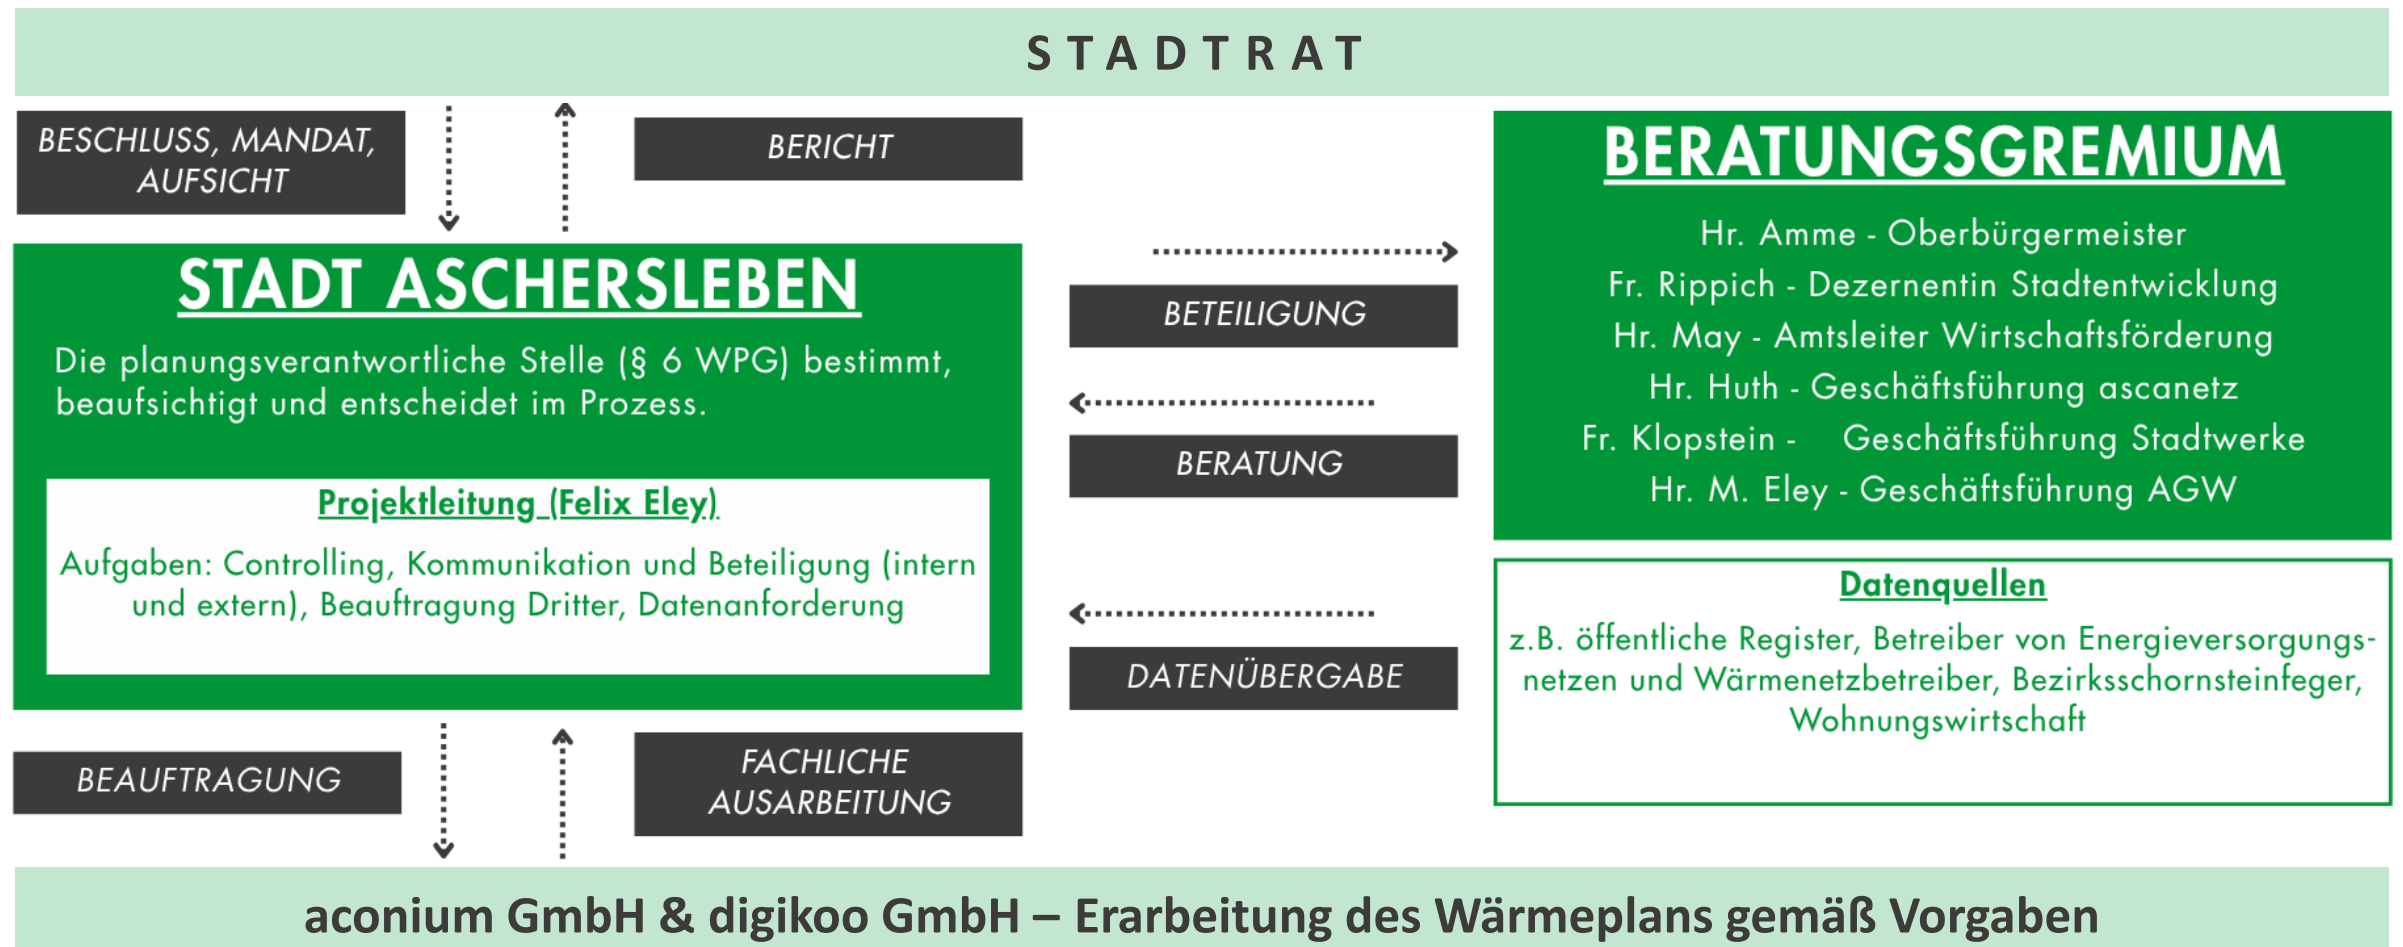 STADTRAT
BESCHLUSS, MANDAT,
AUFSICHT
BERICHT
STADT ASCHERSLEBEN
Die planungsverantwortliche Stelle (§ 6 WPG) bestimmt,
beaufsichtigt und entscheidet im Prozess.
Projektleitung (Felix Eley)
Aufgaben: Controlling, Kommunikation und Beteiligung (intern
und extern), Beauftragung Dritter, Datenanforderung
BETEILIGUNG
BERATUNG
DATENÜBERGABE
BERATUNGSGREMIUM
Hr. Amme - Oberbürgermeister
Fr. Rippich - Dezernentin Stadtentwicklung
Hr. May - Amtsleiter Wirtschaftsförderung
Hr. Huth - Geschäftsführung ascanetz
Fr. Klopstein - Geschäftsführung Stadtwerke
Hr. M. Eley - Geschäftsführung AGW
Datenquellen
z.B. öffentliche Register, Betreiber von Energieversorgungs-
netzen und Wärmenetzbetreiber, Bezirksschornsteinfeger,
Wohnungswirtschaft
BEAUFTRAGUNG
FACHLICHE
AUSARBEITUNG
aconium GmbH & digikoo GmbH – Erarbeitung des Wärmeplans gemäß Vorgaben